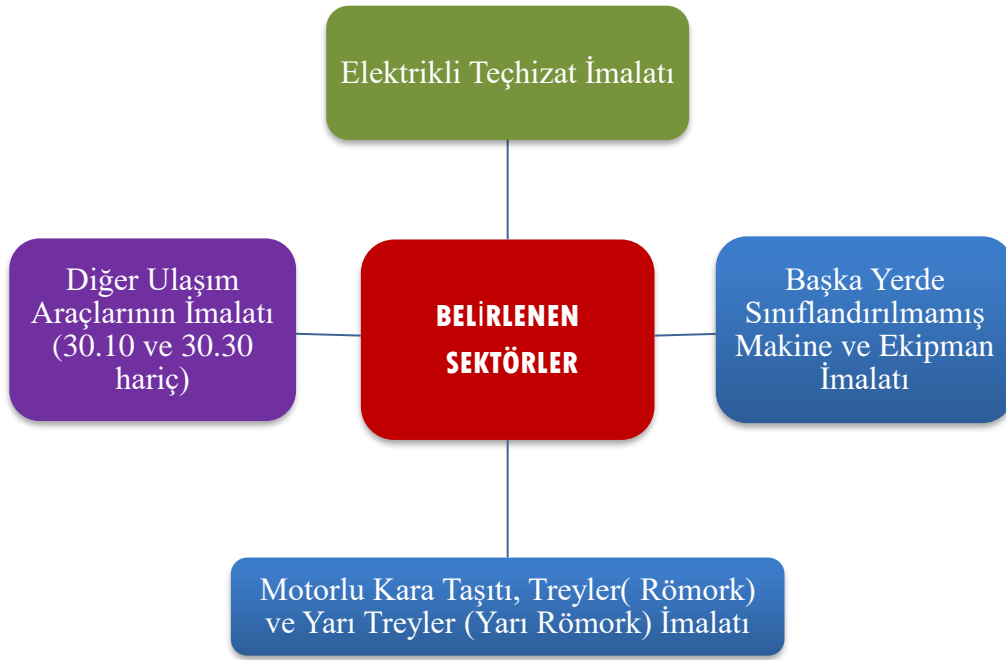 Elektrikli Teçhizat İmalatı
Diğer Ulaşım
Araçlarının İmalatı
(30.10 ve 30.30
hariç)
BELİRLENEN
SEKTÖRLER
Başka Yerde
Sınıflandırılmamış
Makine ve Ekipman
İmalatı
Motorlu Kara Taşıtı, Treyler( Römork)
ve Yarı Treyler (Yarı Römork) İmalatı